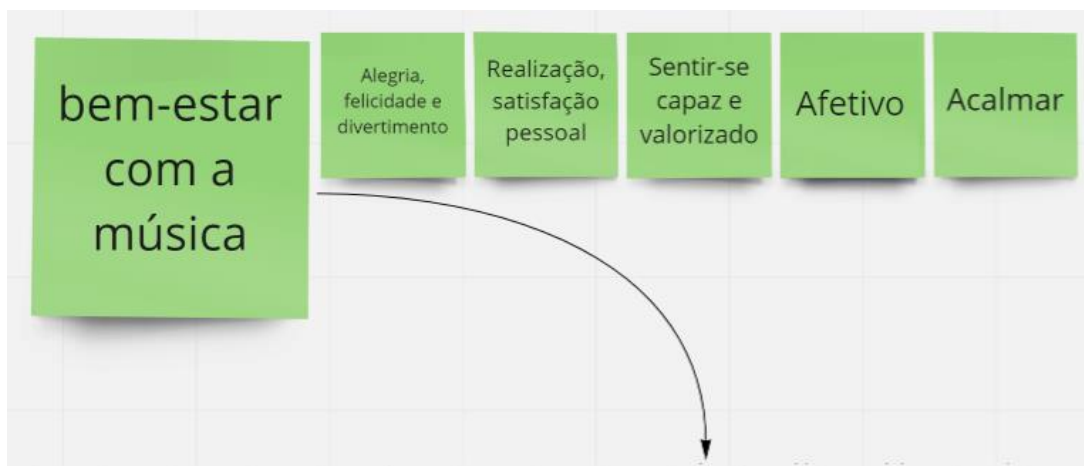 bem-estar
com a
música
Alegria,
felicidade e
divertimento
Realização,
satisfação
pessoal
Sentir-se
capaz e
valorizado
Afetivo
Acalmar